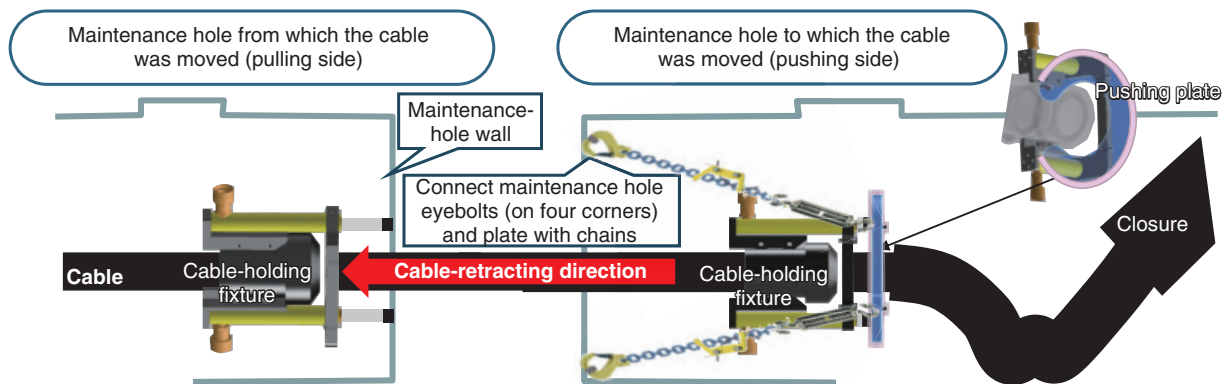 Maintenance hole from which the cable
was moved (pulling side)
Maintenance hole to which the cable
was moved (pushing side)
Pushing plate
Maintenance-
hole wall
Connect maintenance hole
eyebolts (on four corners)
and plate with chains
Closure
Cable
Cable-holding
fixture
Cable-retracting direction
Cable-holding
fixture